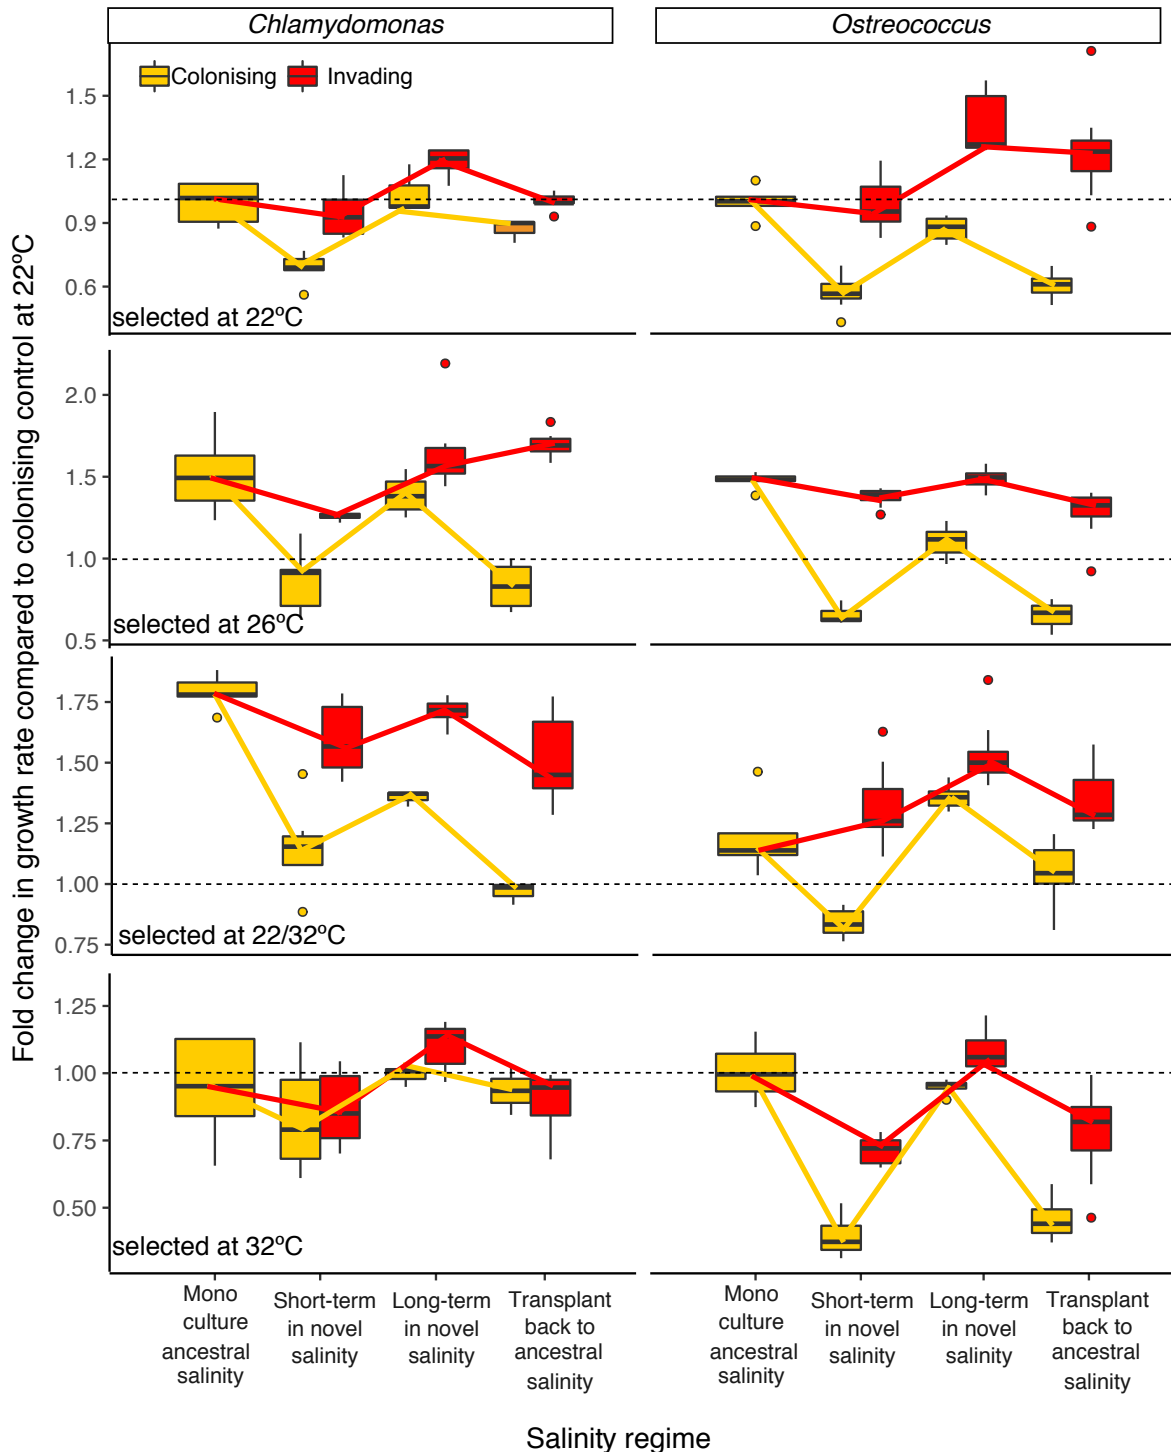 Chlamydomonas
Ostreococcus
Colonising
Invading
Fold change in growth rate compared to colonising control at 22ºC
1.5
1.2
0.9
0.6
selected at 22ºC
2.0
1.5
1.0
0.5
selected at 26ºC
1.75
1.50
1.25
1.00
0.75
selected at 22/32ºC
1.25
1.00
0.75
0.50
selected at 32ºC
Mono
culture
ancestral
salinity
Short-term
in novel
salinity
Long-term
in novel
salinity
Transplant
back to
ancestral
salinity
Mono
culture
ancestral
salinity
Short-term
in novel
salinity
Long-term
in novel
salinity
Transplant
back to
ancestral
salinity
Salinity regime